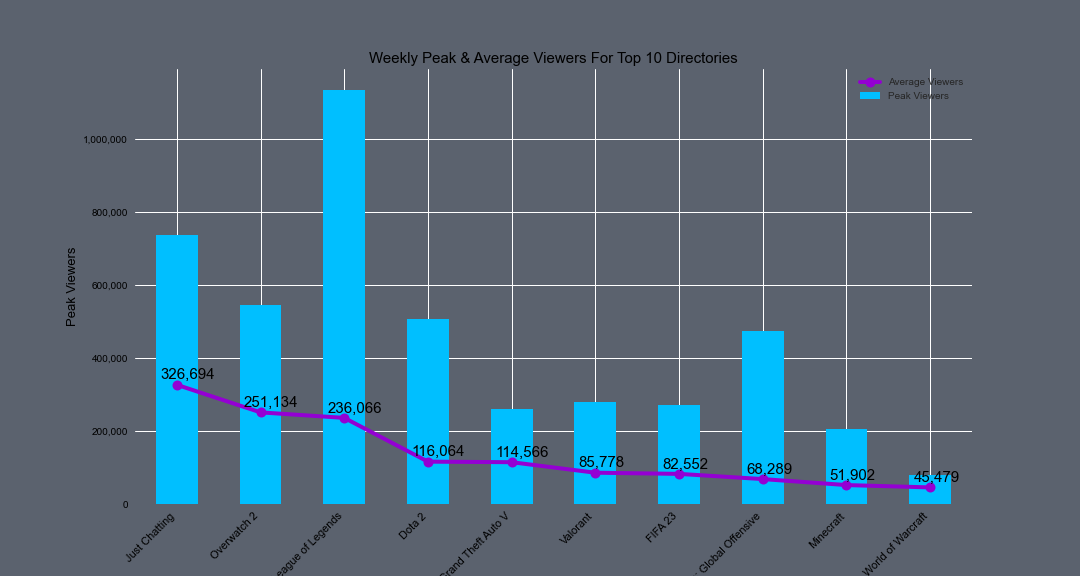 Weekly Peak & Average Viewers For Top 10 Directories
Average Viewers
Peak Viewers
Peak Viewers
1,000,000
800,000
600,000
400,000
200,000
0
326,694
251,134
236,066
116,064
114,566
85,778
82,552
68,289
51,902
45,479
Just Chatting
Overwatch 2
eague of Legends
Dota 2
Grand Theft Auto V
Valorant
FIFA 23
Global Offensive
Minecraft
World of Warcraft